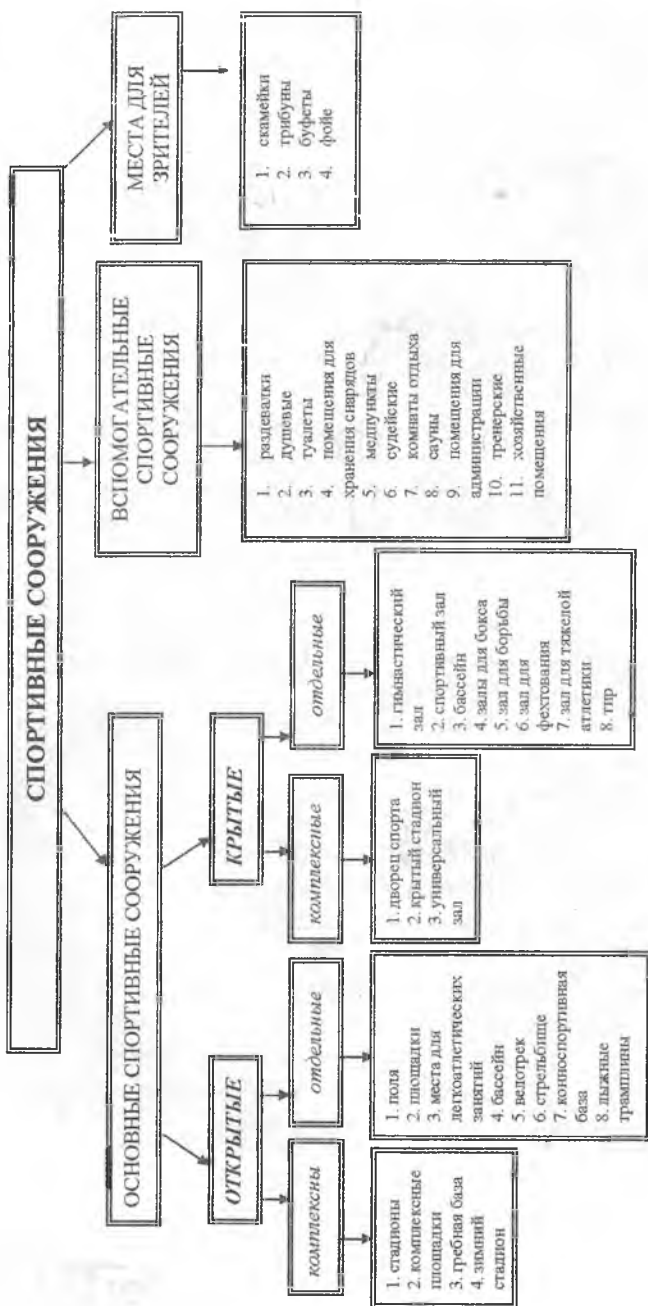 СПОРТИВНЫЕ СООРУЖЕНИЯ
ОСНОВНЫЕ СПОРТИВНЫЕ СООРУЖЕНИЯ
ОТКРЫТЫЕ
комплексны
1. стадионы
2. комплексные
площадки
3. гребная база
4. зимний
стадион
отдельные
1. поля
2. площадки
3. места для
легкоатлетических
занятий
4. бассейн
5. велотрек
6. стрельбище
7. конноспортивная
база
8. лыжные
трамплины
КРЫТЫЕ
комплексные
1. дворец спорта
2. крытый стадион
3. универсальный
зал
отдельные
1. гимнастический
зал
2. спортивный зал
3. бассейн
4. залы для бокса
5. зал для борьбы
6. зал для
фехтования
7. зал для тяжелой
атлетики.
8. тир
ВСПОМОГАТЕЛЬНЫЕ
СПОРТИВНЫЕ
СООРУЖЕНИЯ
1. раздевалки
2. душевые
3. туалеты
4. помещения для
хранения снарядов
5. медпункты
6. судейские
7. комнаты отдыха
8. сауны
9. помещения для
администрации
10. тренерские
11. хозяйственные
помещения
МЕСТА ДЛЯ
ЗРИТЕЛЕЙ
1. скамейки
2. трибуны
3. буфеты
4. фойе